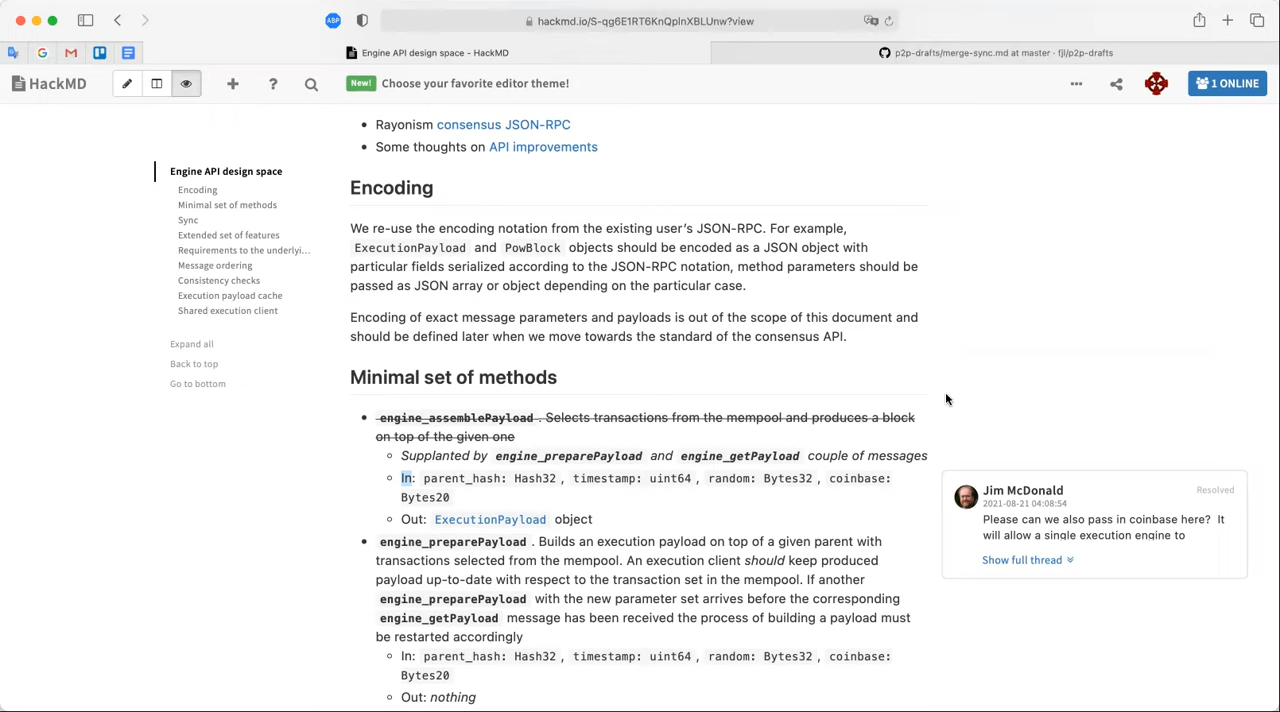 ABP
hackmd.io/S-qg6E1RT6KnQpInXBLUnw?view
Engine API design space - HackMD
p2p-drafts/merge-sync.md at master · fjl/p2p-drafts
HackMD
New!
Choose your favorite editor theme!
1 ONLINE
Engine API design space
Encoding
Minimal set of methods
Sync
Extended set of features
Requirements to the underlyi...
Message ordering
Consistency checks
Execution payload cache
Shared execution client
Expand all
Back to top
Go to bottom
• Rayonism consensus JSON-RPC
• Some thoughts on API improvements
Encoding
We re-use the encoding notation from the existing user's JSON-RPC. For example,
ExecutionPayload and PowBlock objects should be encoded as a JSON object with
particular fields serialized according to the JSON-RPC notation, method parameters should be
passed as JSON array or object depending on the particular case.
Encoding of exact message parameters and payloads is out of the scope of this document and
should be defined later when we move towards the standard of the consensus API.
Minimal set of methods
• engine_assemblePayload . Selects transactions from the mempool and produces a block
on top of the given one
◦ Supplanted by engine_preparePayload and engine_getPayload couple of messages
◦ In: parent_hash: Hash32 , timestamp: uint64 , random: Bytes32 , coinbase:
Bytes20
◦ Out: ExecutionPayload object
• engine_preparePayload . Builds an execution payload on top of a given parent with
transactions selected from the mempool. An execution client should keep produced
payload up-to-date with respect to the transaction set in the mempool. If another
engine_preparePayload with the new parameter set arrives before the corresponding
engine_getPayload message has been received the process of building a payload must
be restarted accordingly
◦ In: parent_hash: Hash32 , timestamp: uint64 , random: Bytes32 , coinbase:
Bytes20
◦ Out: nothing
Jim McDonald
Resolved
2021-08-21 04:08:54
Please can we also pass in coinbase here? It
will allow a single execution engine to
Show full thread